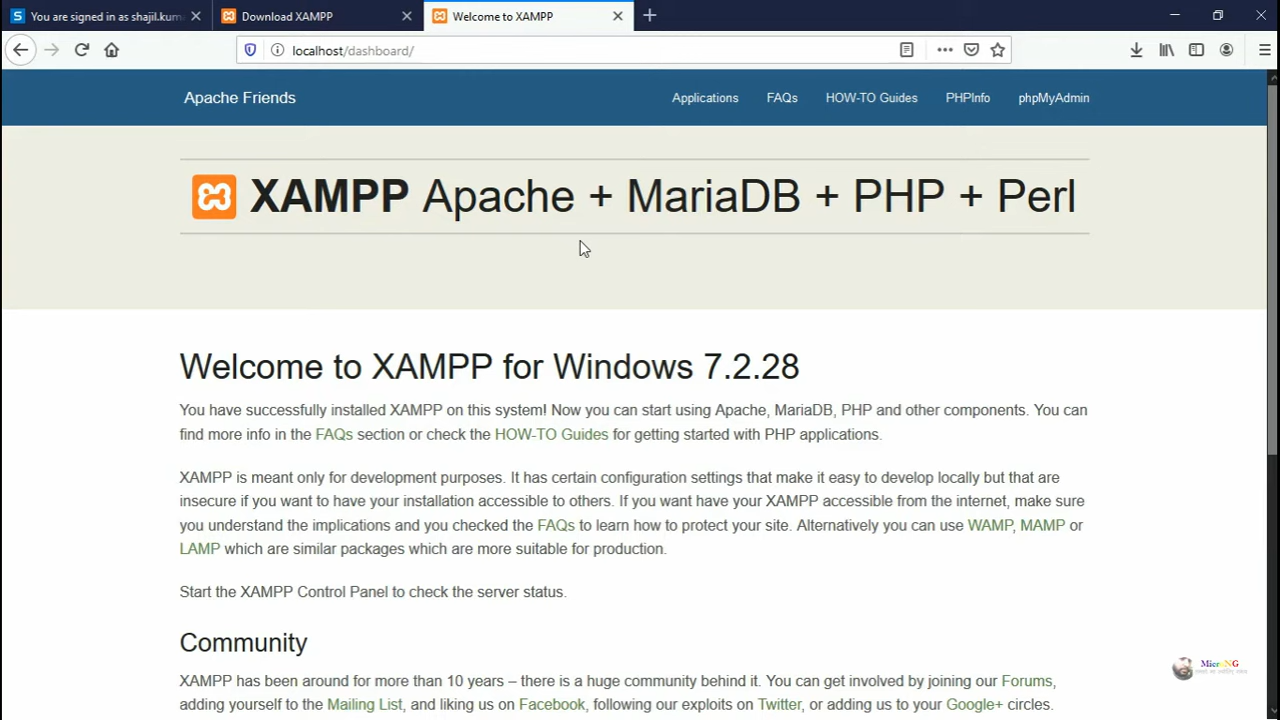 You are signed in as shajil.kum
Download XAMPP
Welcome to XAMPP
localhost/dashboard/
Apache Friends
Applications
FAQs
HOW-TO Guides
PHPInfo
phpMyAdmin
XAMPP Apache + MariaDB + PHP + Perl
Welcome to XAMPP for Windows 7.2.28
You have successfully installed XAMPP on this system! Now you can start using Apache, MariaDB, PHP and other components. You can
find more info in the FAQs section or check the HOW-TO Guides for getting started with PHP applications.
XAMPP is meant only for development purposes. It has certain configuration settings that make it easy to develop locally but that are
insecure if you want to have your installation accessible to others. If you want have your XAMPP accessible from the internet, make sure
you understand the implications and you checked the FAQs to learn how to protect your site. Alternatively you can use WAMP, MAMP or
LAMP which are similar packages which are more suitable for production.
Start the XAMPP Control Panel to check the server status.
Community
XAMPP has been around for more than 10 years – there is a huge community behind it. You can get involved by joining our Forums,
adding yourself to the Mailing List, and liking us on Facebook, following our exploits on Twitter, or adding us to your Google+ circles.
MicroNG